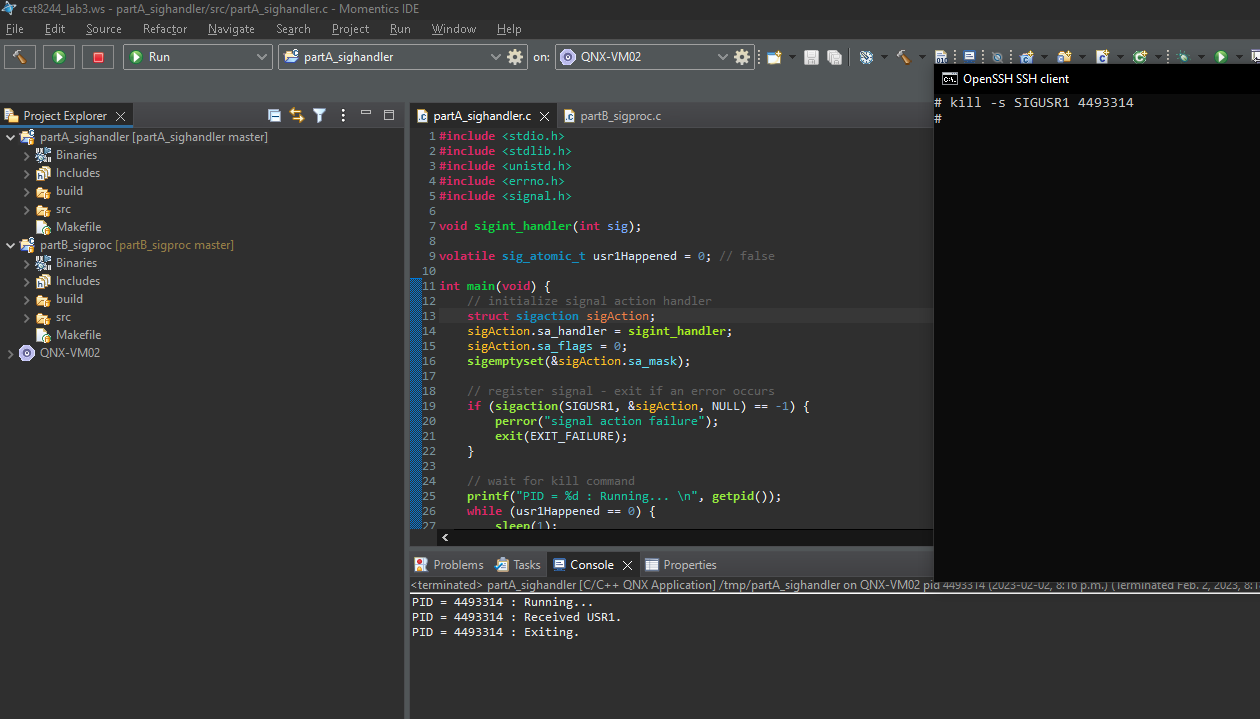 cst8244_lab3.ws - partA_sighandler/src/partA_sighandler.c - Momentics IDE
File Edit Source Refactor Navigate Search Project Run Window Help
Run partA_sighandler on: QNX-VM02
Project Explorer
partA_sighandler [partA_sighandler master]
Binaries
Includes
build
src
Makefile
partB_sigproc [partB_sigproc master]
Binaries
Includes
build
src
Makefile
QNX-VM02
partA_sighandler.c partB_sigproc.c
1 #include <stdio.h>
2 #include <stdlib.h>
3 #include <unistd.h>
4 #include <errno.h>
5 #include <signal.h>
6
7 void sigint_handler(int sig);
8
9 volatile sig_atomic_t usr1Happened = 0; // false
10
11 int main(void) {
12 // initialize signal action handler
13 struct sigaction sigAction;
14 sigAction.sa_handler = sigint_handler;
15 sigAction.sa_flags = 0;
16 sigemptyset(&sigAction.sa_mask);
17
18 // register signal - exit if an error occurs
19 if (sigaction(SIGUSR1, &sigAction, NULL) == -1) {
20 perror("signal action failure");
21 exit(EXIT_FAILURE);
22 }
23
24 // wait for kill command
25 printf("PID = %d : Running... \n", getpid());
26 while (usr1Happened == 0) {
27 sleep(1);
OpenSSH SSH client
# kill -s SIGUSR1 4493314
#
Problems Tasks Console Properties
<terminated> partA_sighandler [C/C++ QNX Application] /tmp/partA_sighandler on QNX-VM02 pid 4493314 (2023-02-02, 8:16 p.m.) (Terminated Feb. 2, 2023, 8:1
PID = 4493314 : Running...
PID = 4493314 : Received USR1.
PID = 4493314 : Exiting.